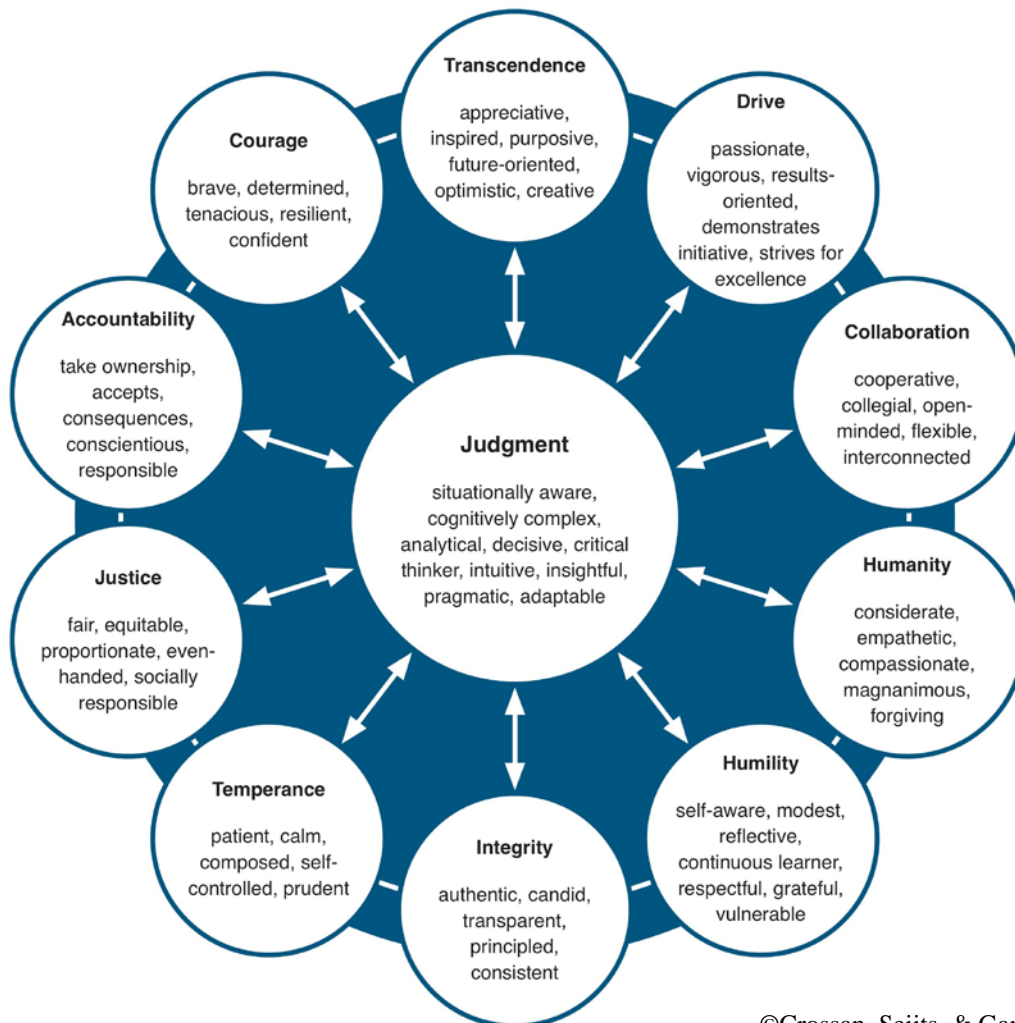 Transcendence
appreciative,
inspired, purposive,
future-oriented,
optimistic, creative
Drive
passionate,
vigorous, results-
oriented,
demonstrates
initiative, strives for
excellence
Collaboration
cooperative,
collegial, open-
minded, flexible,
interconnected
Humanity
considerate,
empathetic,
compassionate,
magnanimous,
forgiving
Humility
self-aware, modest,
reflective,
continuous learner,
respectful, grateful,
vulnerable
Integrity
authentic, candid,
transparent,
principled,
consistent
Temperance
patient, calm,
composed, self-
controlled, prudent
Justice
fair, equitable,
proportionate, even-
handed, socially
responsible
Accountability
take ownership,
accepts,
consequences,
conscientious,
responsible
Courage
brave, determined,
tenacious, resilient,
confident
Judgment
situationally aware,
cognitively complex,
analytical, decisive, critical
thinker, intuitive, insightful,
pragmatic, adaptable